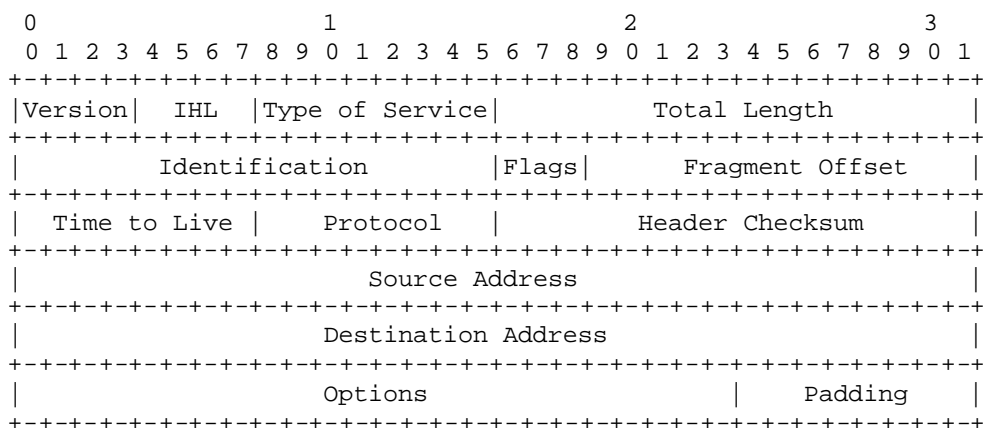 0                   1                   2                   3
 0 1 2 3 4 5 6 7 8 9 0 1 2 3 4 5 6 7 8 9 0 1 2 3 4 5 6 7 8 9 0 1
+-+-+-+-+-+-+-+-+-+-+-+-+-+-+-+-+-+-+-+-+-+-+-+-+-+-+-+-+-+-+-+-+
|Version|  IHL  |Type of Service|          Total Length         |
+-+-+-+-+-+-+-+-+-+-+-+-+-+-+-+-+-+-+-+-+-+-+-+-+-+-+-+-+-+-+-+-+
|         Identification        |Flags|      Fragment Offset    |
+-+-+-+-+-+-+-+-+-+-+-+-+-+-+-+-+-+-+-+-+-+-+-+-+-+-+-+-+-+-+-+-+
|  Time to Live |    Protocol   |         Header Checksum       |
+-+-+-+-+-+-+-+-+-+-+-+-+-+-+-+-+-+-+-+-+-+-+-+-+-+-+-+-+-+-+-+-+
|                       Source Address                          |
+-+-+-+-+-+-+-+-+-+-+-+-+-+-+-+-+-+-+-+-+-+-+-+-+-+-+-+-+-+-+-+-+
|                    Destination Address                        |
+-+-+-+-+-+-+-+-+-+-+-+-+-+-+-+-+-+-+-+-+-+-+-+-+-+-+-+-+-+-+-+-+
|                    Options                    |    Padding    |
+-+-+-+-+-+-+-+-+-+-+-+-+-+-+-+-+-+-+-+-+-+-+-+-+-+-+-+-+-+-+-+-+